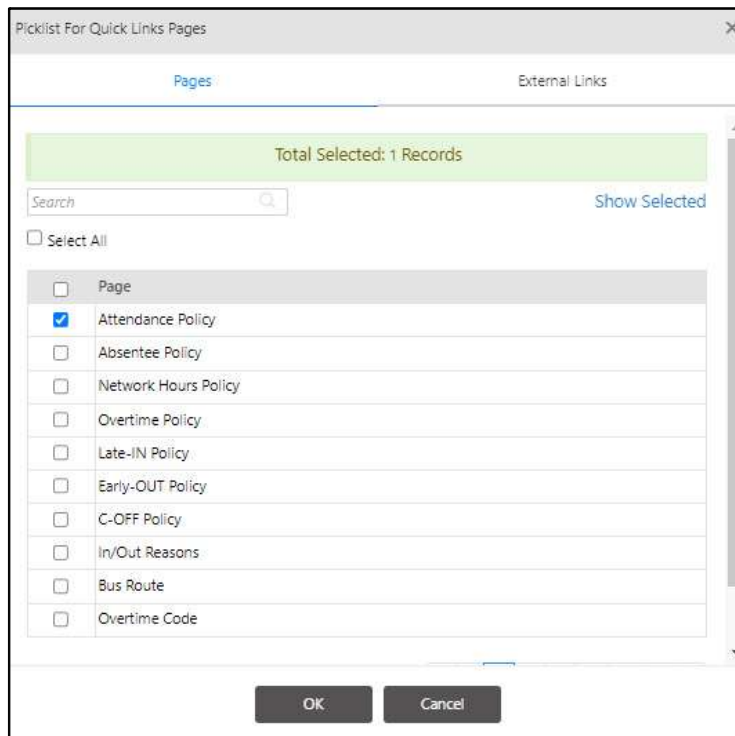 Picklist For Quick Links Pages
Pages External Links
Total Selected: 1 Records
Search Show Selected
Select All
Page
Attendance Policy
Absentee Policy
Network Hours Policy
Overtime Policy
Late-IN Policy
Early-OUT Policy
C-OFF Policy
In/Out Reasons
Bus Route
Overtime Code
OK Cancel